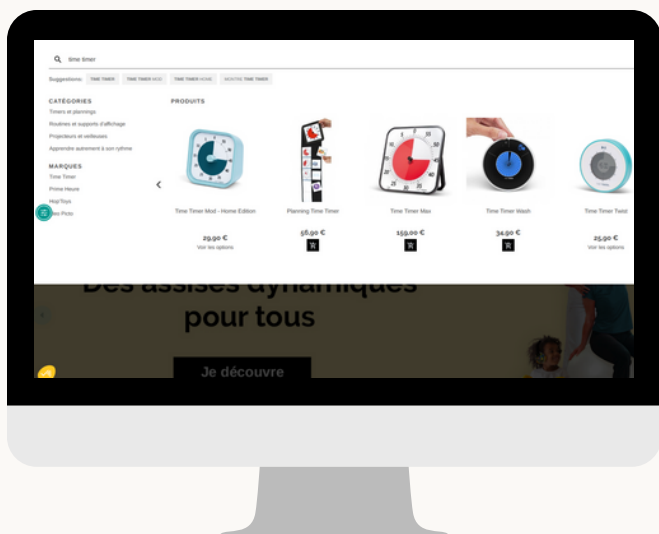 time timer
Suggestions: TIME TIMER TIME TIMER MOD TIME TIMER HOME MONTRE TIME TIMER
CATÉGORIES
Timers et plannings
Routines et supports d'affichage
Projecteurs et veilleuses
Apprendre autrement à son rythme
MARQUES
Time Timer
Prime Heure
Hop'Toys
Picto
PRODUITS
Time Timer Mod - Home Edition
29,90 €
Voir les options
Planning Time Timer
56,90 €
Time Timer Max
159,00 €
Time Timer Wash
34,90 €
Time Timer Twist
25,90 €
Voir les options
Des assises dynamiques
pour tous
Je découvre